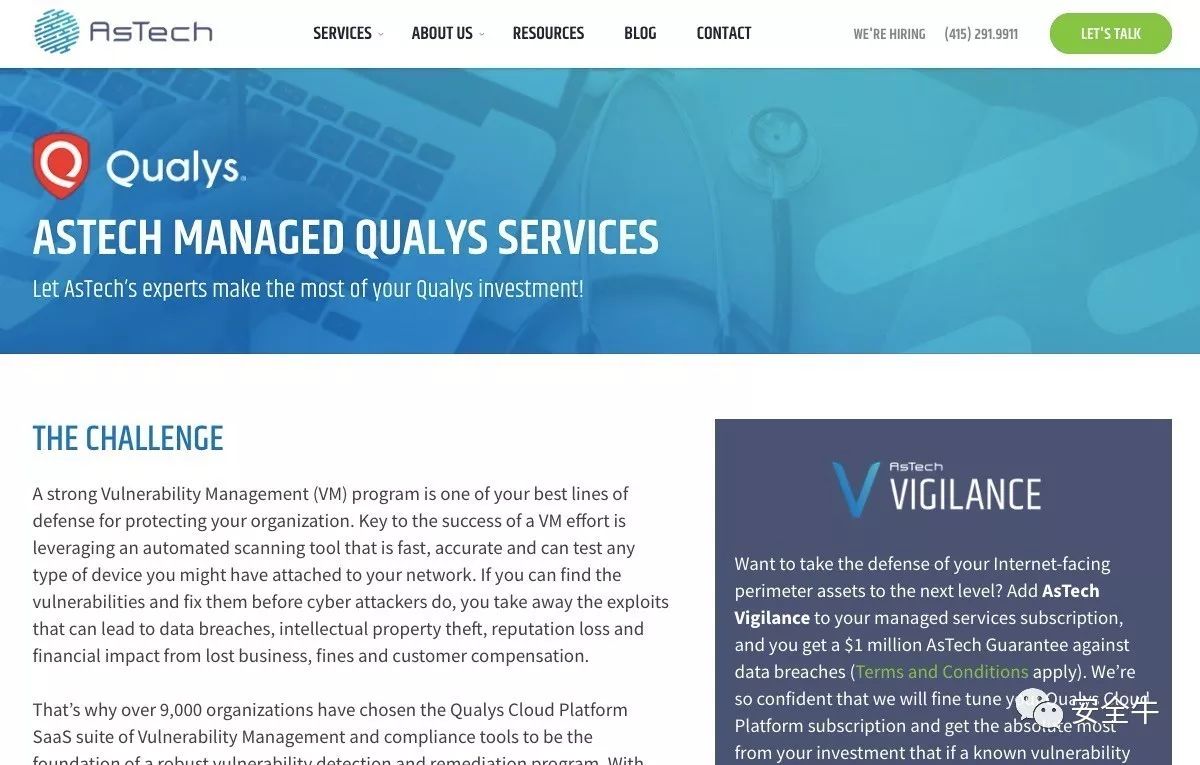 AsTech
SERVICES
ABOUT US
RESOURCES
BLOG
CONTACT
WE'RE HIRING
(415) 291.9911
LET'S TALK
Qualys.
ASTECH MANAGED QUALYS SERVICES
Let AsTech’s experts make the most of your Qualys investment!
THE CHALLENGE
A strong Vulnerability Management (VM) program is one of your best lines of
defense for protecting your organization. Key to the success of a VM effort is
leveraging an automated scanning tool that is fast, accurate and can test any
type of device you might have attached to your network. If you can find the
vulnerabilities and fix them before cyber attackers do, you take away the exploits
that can lead to data breaches, intellectual property theft, reputation loss and
financial impact from lost business, fines and customer compensation.
That’s why over 9,000 organizations have chosen the Qualys Cloud Platform
SaaS suite of Vulnerability Management and compliance tools to be the
foundation of a robust vulnerability detection and remediation program. With
AsTech
VIGILANCE
Want to take the defense of your Internet-facing
perimeter assets to the next level? Add AsTech
Vigilance to your managed services subscription,
and you get a $1 million AsTech Guarantee against
data breaches (Terms and Conditions apply). We’re
so confident that we will fine tune your Qualys Cloud
Platform subscription and get the absolute most
from your investment that if a known vulnerability
安全牛